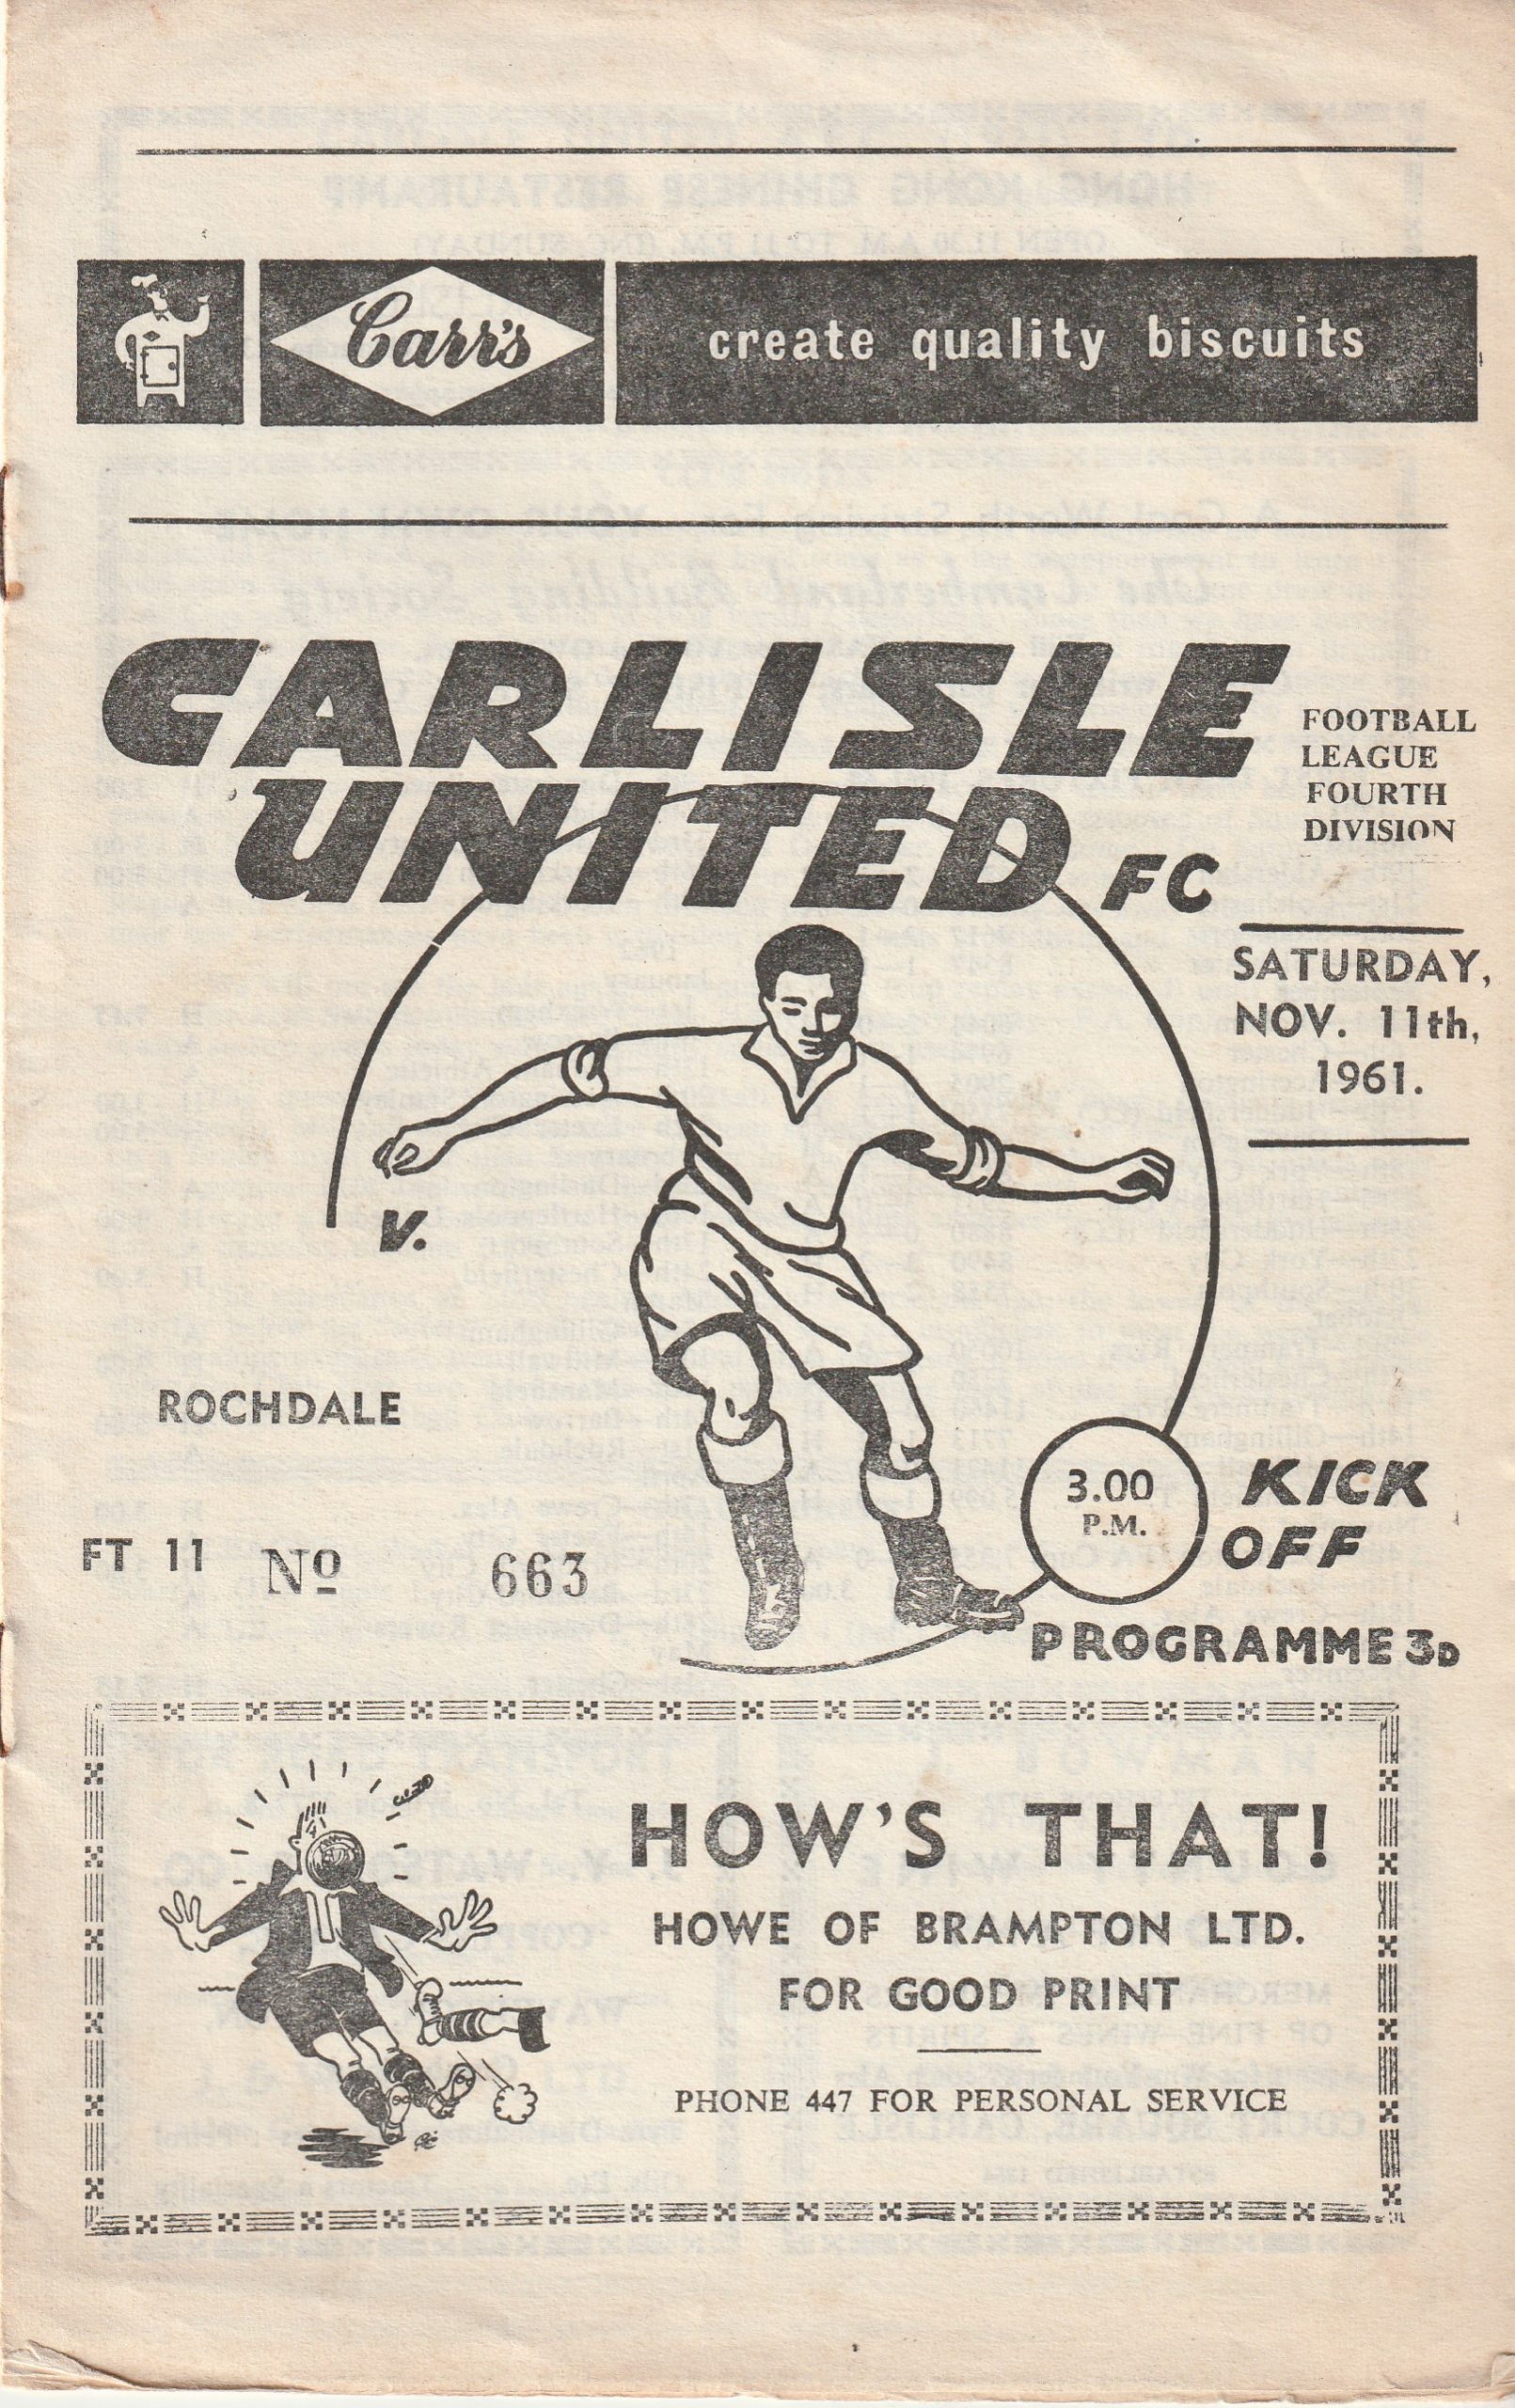 Carr's
create quality biscuits
CARLISLE
UNITED FC
FOOTBALL
LEAGUE
FOURTH
DIVISION
SATURDAY,
NOV. 11th,
1961.
V.
ROCHDALE
3.00
P.M.
KICK
OFF
FT 11 Nº 663
PROGRAMME 3D
HOW'S THAT!
HOWE OF BRAMPTON LTD.
FOR GOOD PRINT
PHONE 447 FOR PERSONAL SERVICE